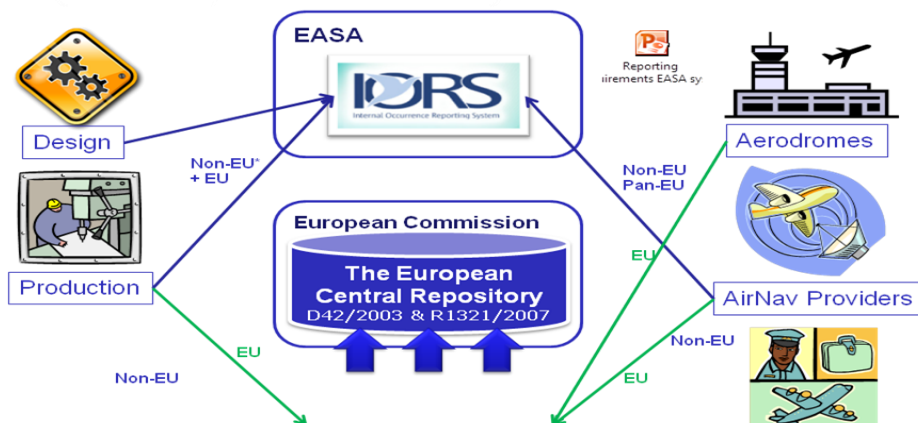 EASA
IORS
Internal Occurrence Reporting System
Reporting
irements EASA sy
Design
Aerodromes
Non-EU*
+ EU
Non-EU
Pan-EU
European Commission
EU
The European
Central Repository
D42/2003 & R1321/2007
Production
AirNav Providers
Non-EU
EU
Non-EU
EU